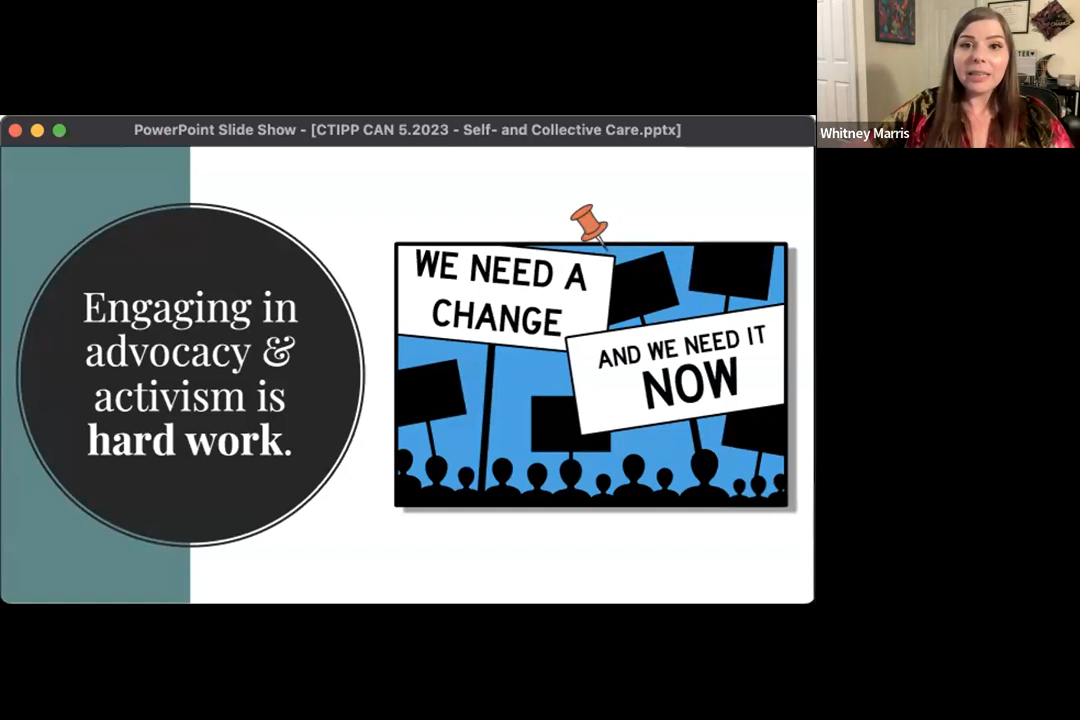 PowerPoint Slide Show - [CTIPP CAN 5.2023 - Self- and Collective Care.pptx]
Engaging in
advocacy &
activism is
hard work.
WE NEED A
CHANGE
AND WE NEED IT
NOW
Whitney Marris